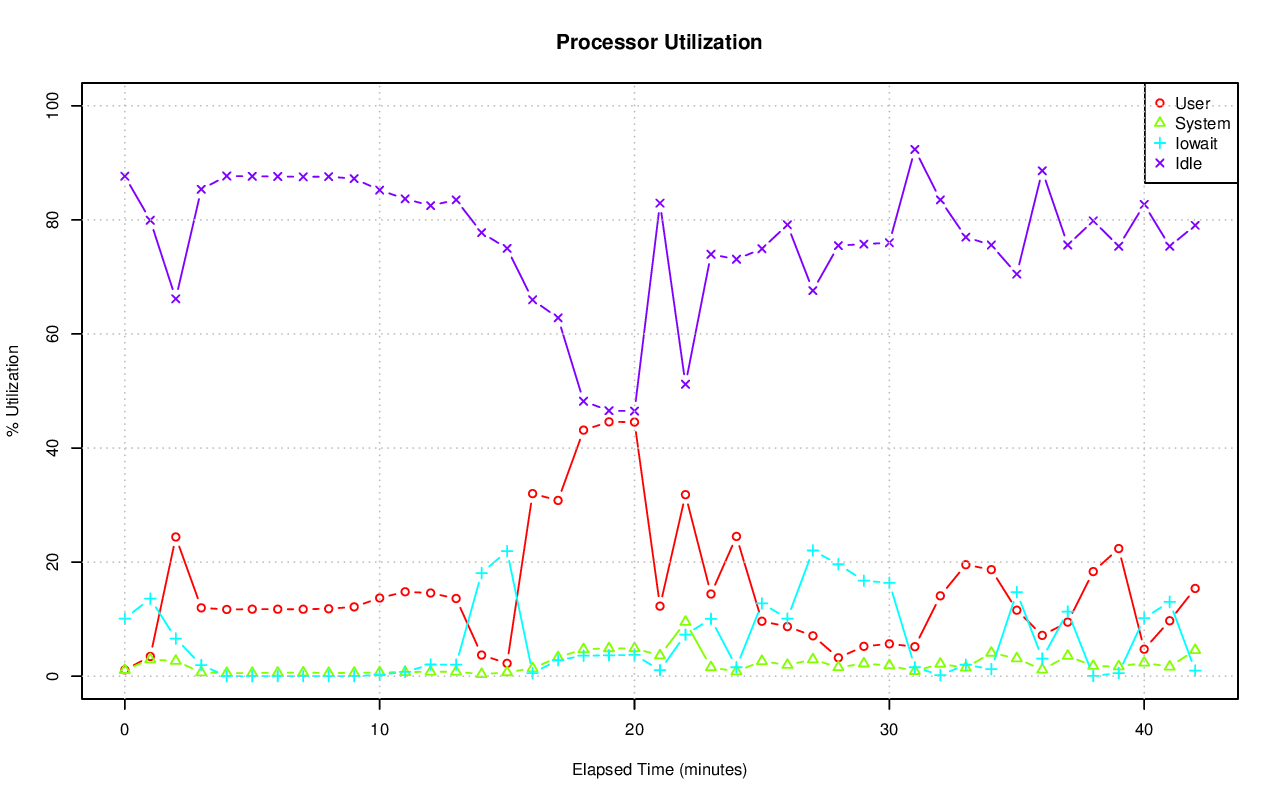 Processor Utilization
100
80
60
40
20
0
% Utilization
User
System
Iowait
Idle
0 10 20 30 40
Elapsed Time (minutes)